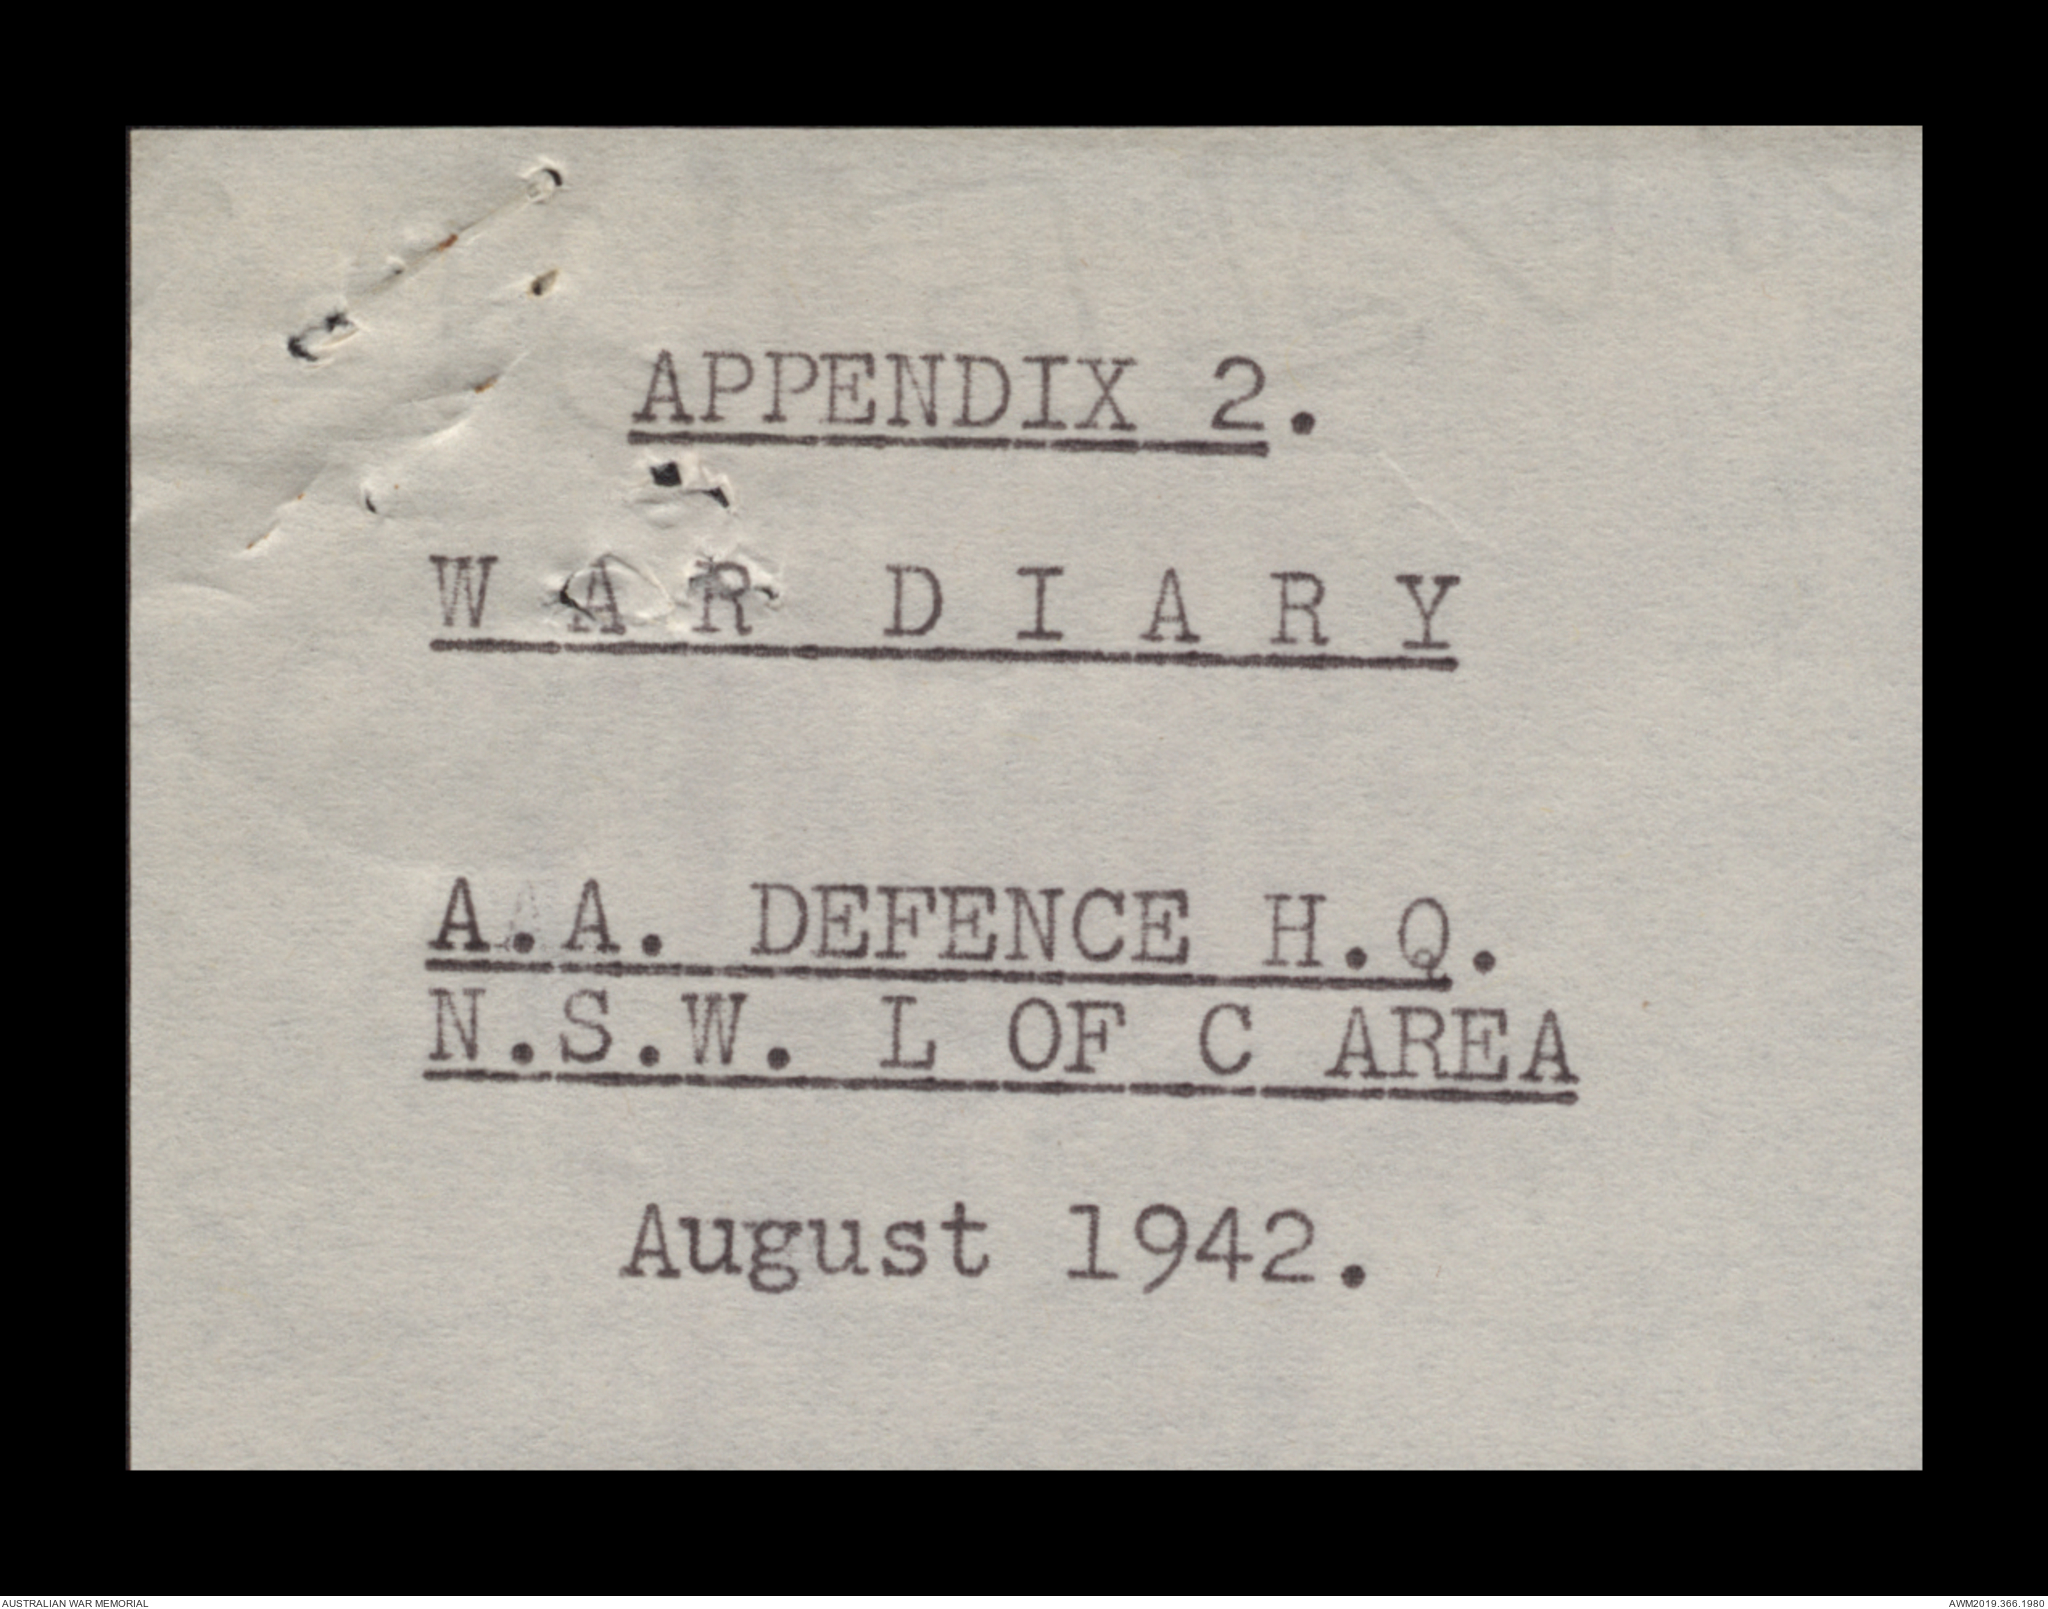 APPENDIX 2.
W A R D I A R Y
A.A. DEFENCE H.Q.
N.S.W. L OF C AREA
August 1942.
AUSTRALIAN WAR MEMORIAL
AWM2019.366.1980